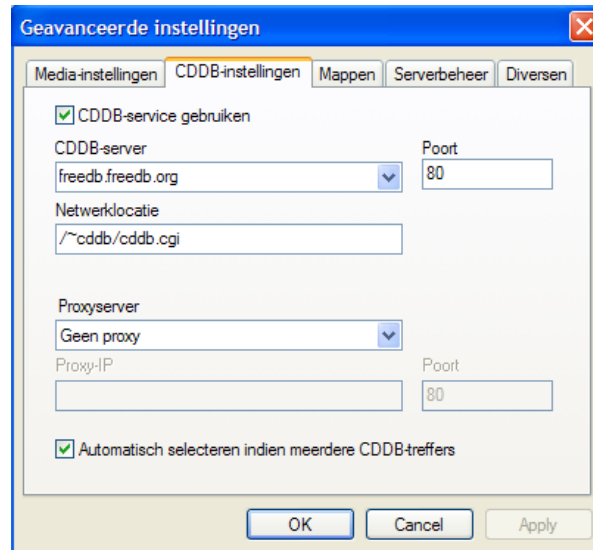 Geavanceerde instellingen
Media-instellingen CDDB-instellingen Mappen Serverbeheer Diversen
CDDB-service gebruiken
CDDB-server Poort
freedb.freedb.org 80
Netwerklocatie
/~cddb/cddb.cgi
Proxyserver
Geen proxy
Proxy-IP Poort
80
Automatisch selecteren indien meerdere CDDB-treffers
OK Cancel Apply